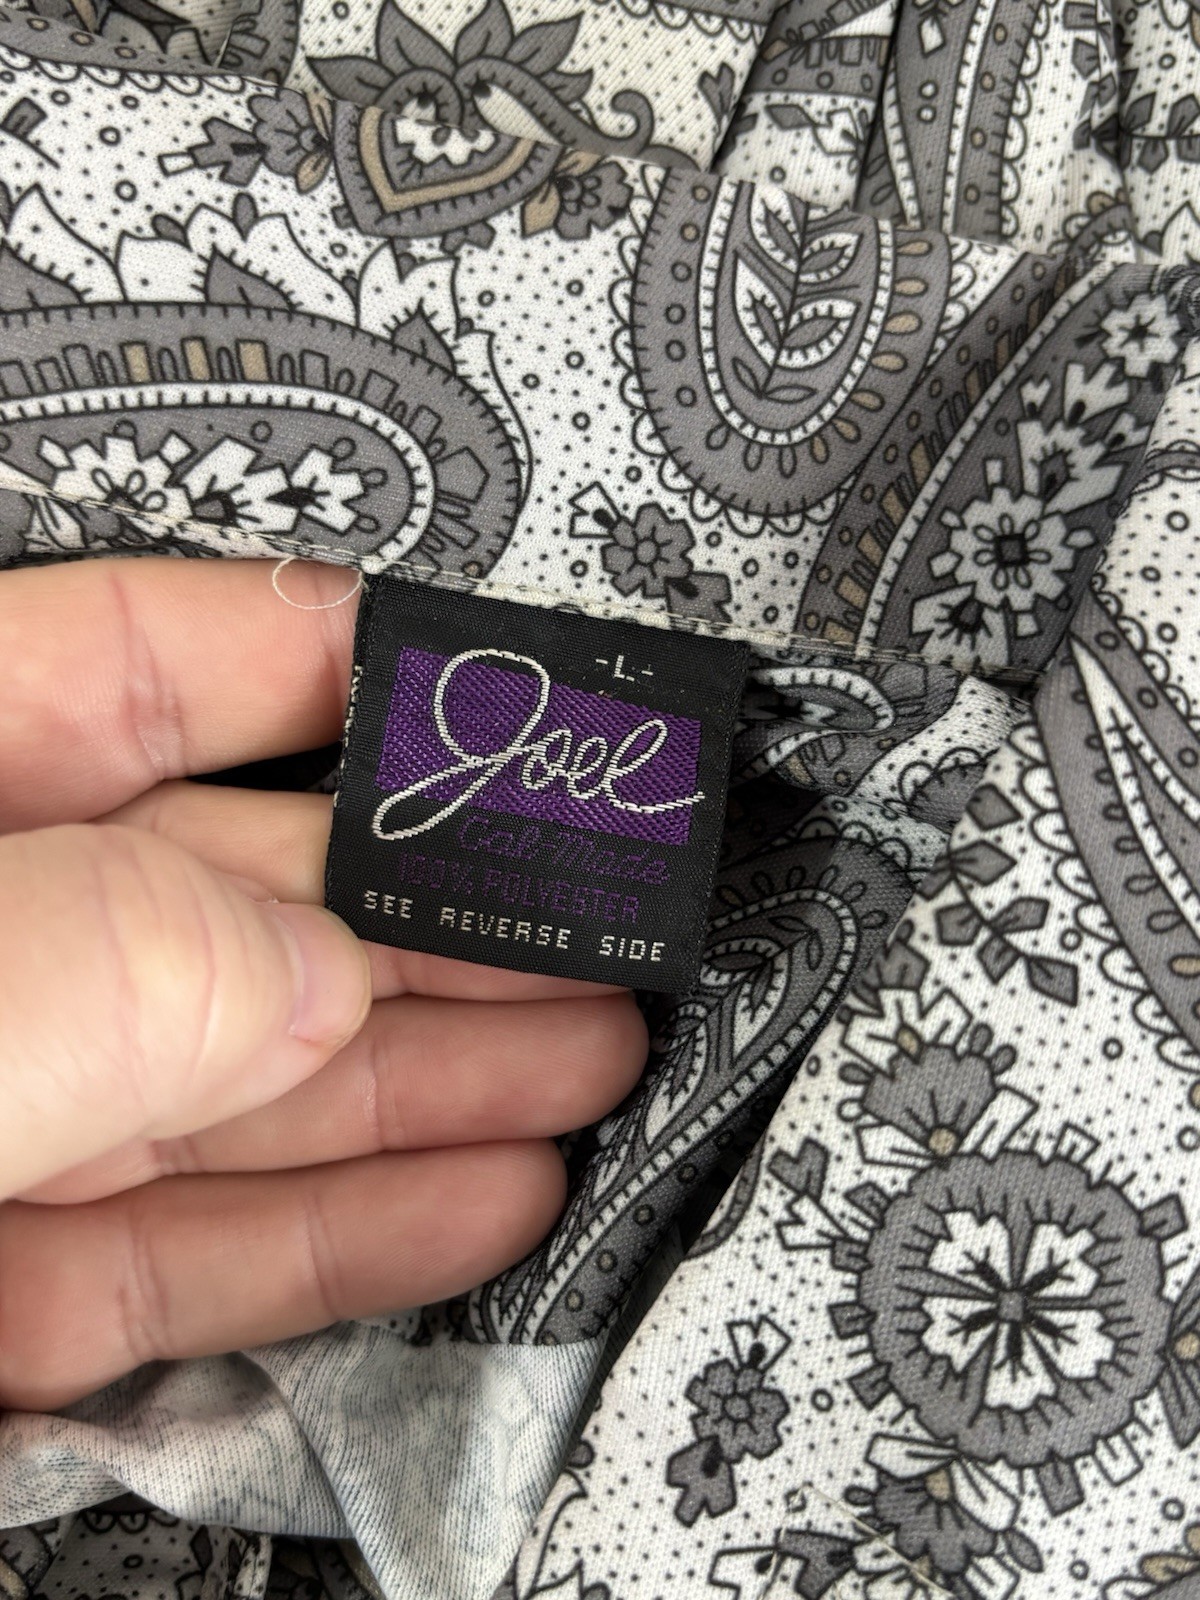 -L-
Joel
Cal-Made
100% POLYESTER
SEE REVERSE SIDE